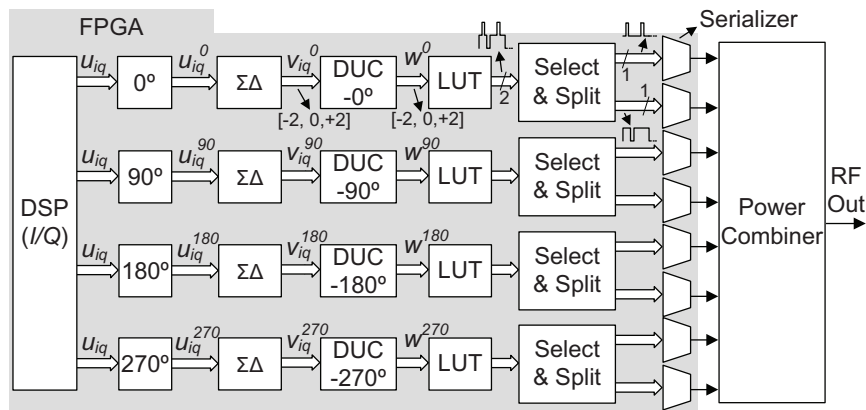 FPGA
Serializer
DSP
(I/Q)
u_iq
0º
u_iq^0
ΣΔ
v_iq^0
DUC
-0º
w^0
LUT
2
Select
& Split
1
1
[-2, 0,+2]
[-2, 0,+2]
u_iq
90º
u_iq^90
ΣΔ
v_iq^90
DUC
-90º
w^90
LUT
Select
& Split
u_iq
180º
u_iq^180
ΣΔ
v_iq^180
DUC
-180º
w^180
LUT
Select
& Split
u_iq
270º
u_iq^270
ΣΔ
v_iq^270
DUC
-270º
w^270
LUT
Select
& Split
Power
Combiner
RF
Out